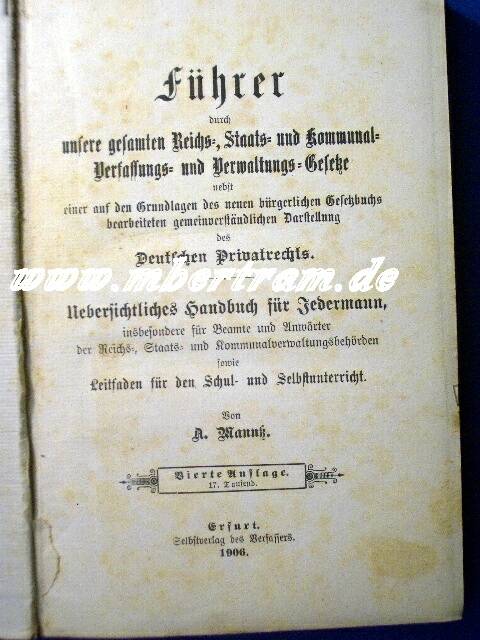 Führer
durch
unsere gesamten Reichs-, Staats- und Kommunal-
Verfassungs- und Verwaltungs-Gesetze
nebst
einer auf den Grundlagen des neuen bürgerlichen Gesetzbuchs
bearbeiteten gemeinverständlichen Darstellung
des
Deutschen Privatrechts.
www.mbertram.de
Uebersichtliches Handbuch für Jedermann,
insbesondere für Beamte und Anwärter
der Reichs-, Staats- und Kommunalverwaltungsbehörden
sowie
Leitfaden für den Schul- und Selbstunterricht.
Von
A. Manntz.
Vierte Auflage.
17. Tausend.
Erfurt.
Selbstverlag des Verfassers.
1906.